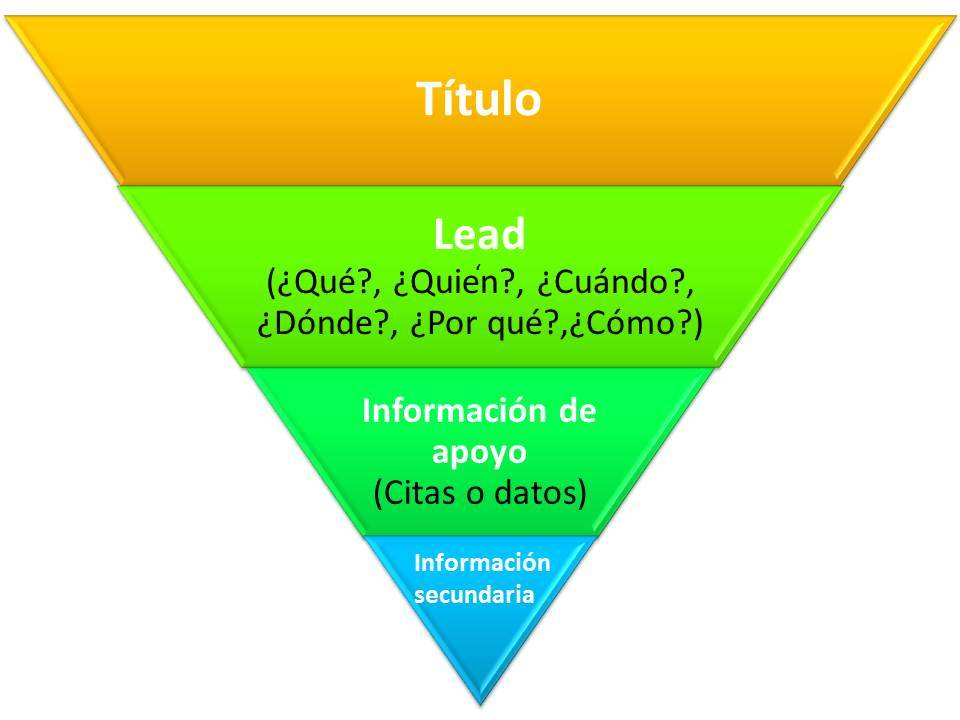 Título
Lead
(¿Qué?, ¿Quién?, ¿Cuándo?,
¿Dónde?, ¿Por qué?,¿Cómo?)
Información de
apoyo
(Citas o datos)
Información
secundaria